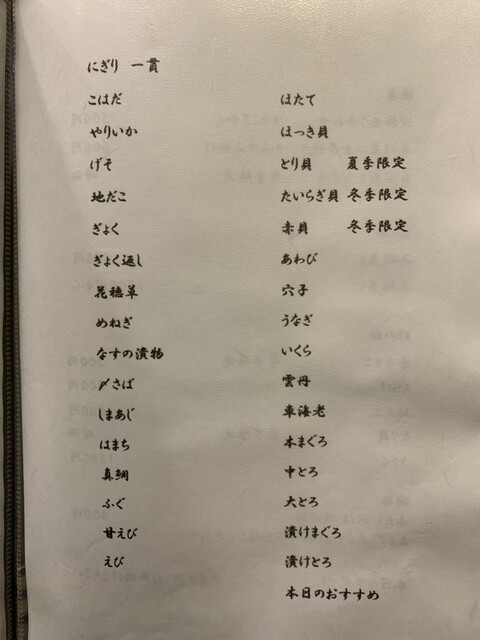 にぎり 一貫
こはだ
やりいか
げそ
地だこ
ぎょく
ぎょく返し
花穂草
めねぎ
なすの漬物
〆さば
しまあじ
はまち
真鯛
ふぐ
甘えび
えび
ほたて
ほっき貝
とり貝 夏季限定
たいらぎ貝 冬季限定
赤貝 冬季限定
あわび
穴子
うなぎ
いくら
雲丹
車海老
本まぐろ
中とろ
大とろ
漬けまぐろ
漬けとろ
本日のおすすめ